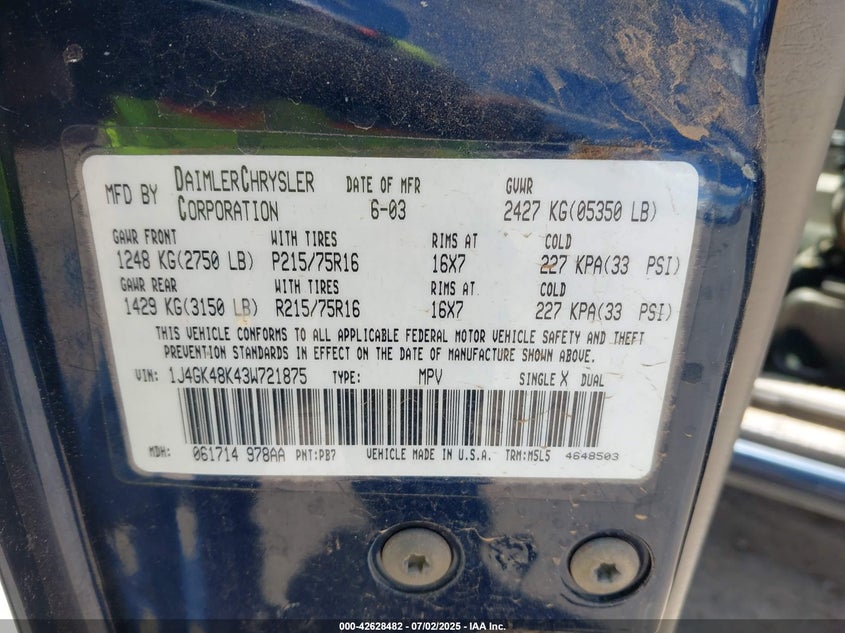 MFD BY DAIMLERCHRYSLER CORPORATION DATE OF MFR 6-03 GVWR 2427 KG(05350 LB)
GAWR FRONT WITH TIRES RIMS AT COLD
1248 KG(2750 LB) P215/75R16 16X7 227 KPA(33 PSI)
GAWR REAR WITH TIRES RIMS AT COLD
1429 KG(3150 LB) R215/75R16 16X7 227 KPA(33 PSI)
THIS VEHICLE CONFORMS TO ALL APPLICABLE FEDERAL MOTOR VEHICLE SAFETY AND THEFT
PREVENTION STANDARDS IN EFFECT ON THE DATE OF MANUFACTURE SHOWN ABOVE.
VIN: 1J4GK48K43W721875 TYPE: MPV SINGLE X DUAL
MDH: 061714 978AA PNT:PB7 VEHICLE MADE IN U.S.A. TRM:M5L5 4648503
000-42628482 - 07/02/2025 - IAA Inc.